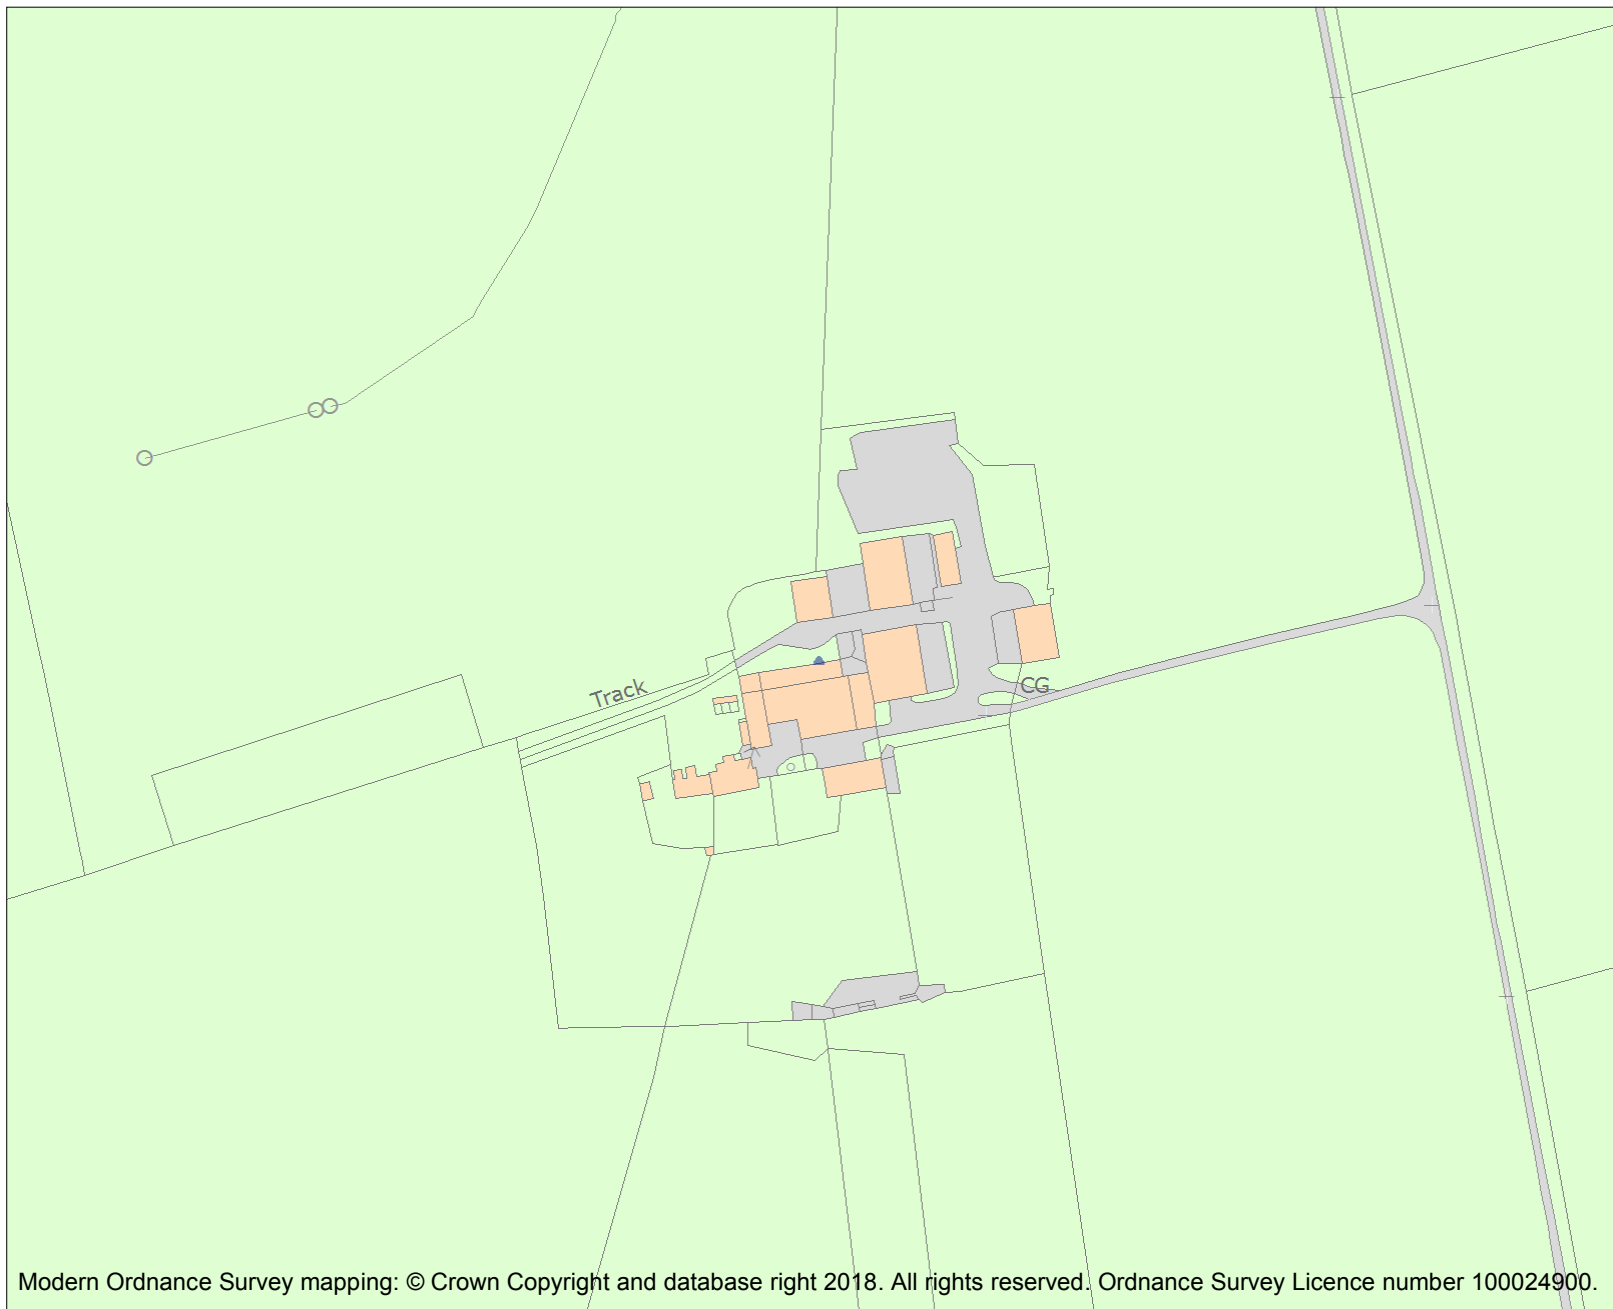 Track
CG
Modern Ordnance Survey mapping: © Crown Copyright and database right 2018. All rights reserved. Ordnance Survey Licence number 100024900.